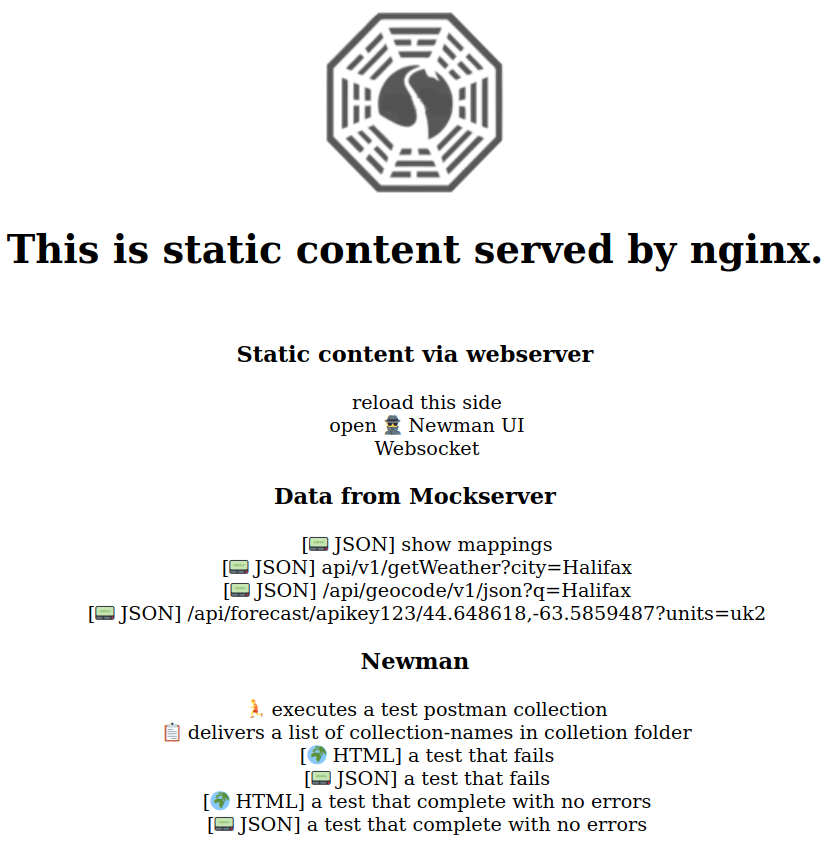 This is static content served by nginx.
Static content via webserver
reload this side
open 🕵 Newman UI
Websocket
Data from Mockserver
[📟 JSON] show mappings
[📟 JSON] api/v1/getWeather?city=Halifax
[📟 JSON] /api/geocode/v1/json?q=Halifax
[📟 JSON] /api/forecast/apikey123/44.648618,-63.5859487?units=uk2
Newman
🏃 executes a test postman collection
📋 delivers a list of collection-names in colletion folder
[🌍 HTML] a test that fails
[📟 JSON] a test that fails
[🌍 HTML] a test that complete with no errors
[📟 JSON] a test that complete with no errors